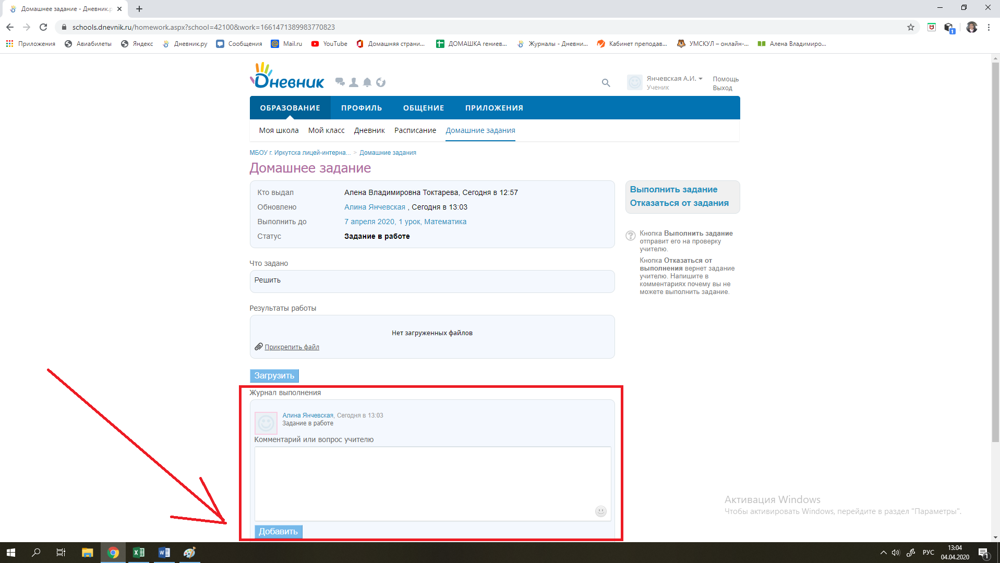 Домашнее задание - Дневник.р
schools.dnevnik.ru/homework.aspx?school=42100&work=1661471389983770823
Приложения Авиабилеты Яндекс Дневник.ру Сообщения Mail.ru YouTube Домашняя страни... ДОМАШКА гениев... Журналы - Дневни... Кабинет преподав... УМСКУЛ – онлайн-... Алена Владимиро...
Дневник
Янчевская А.И.
Ученик
Помощь
Выход
ОБРАЗОВАНИЕ ПРОФИЛЬ ОБЩЕНИЕ ПРИЛОЖЕНИЯ
Моя школа Мой класс Дневник Расписание Домашние задания
МБОУ г. Иркутска лицей-интерна... > Домашние задания
Домашнее задание
Кто выдал Алена Владимировна Токтарева, Сегодня в 12:57
Обновлено Алина Янчевская , Сегодня в 13:03
Выполнить до 7 апреля 2020, 1 урок, Математика
Статус Задание в работе
Выполнить задание
Отказаться от задания
Кнопка Выполнить задание
отправит его на проверку
учителю.
Кнопка Отказаться от
выполнения вернет задание
учителю. Напишите в
комментариях почему вы не
можете выполнить задание.
Что задано
Решить
Результаты работы
Нет загруженных файлов
Прикрепить файл
Загрузить
Журнал выполнения
Алина Янчевская, Сегодня в 13:03
Задание в работе
Комментарий или вопрос учителю
Добавить
Активация Windows
Чтобы активировать Windows, перейдите в раздел "Параметры".
РУС
13:04
04.04.2020
1
1